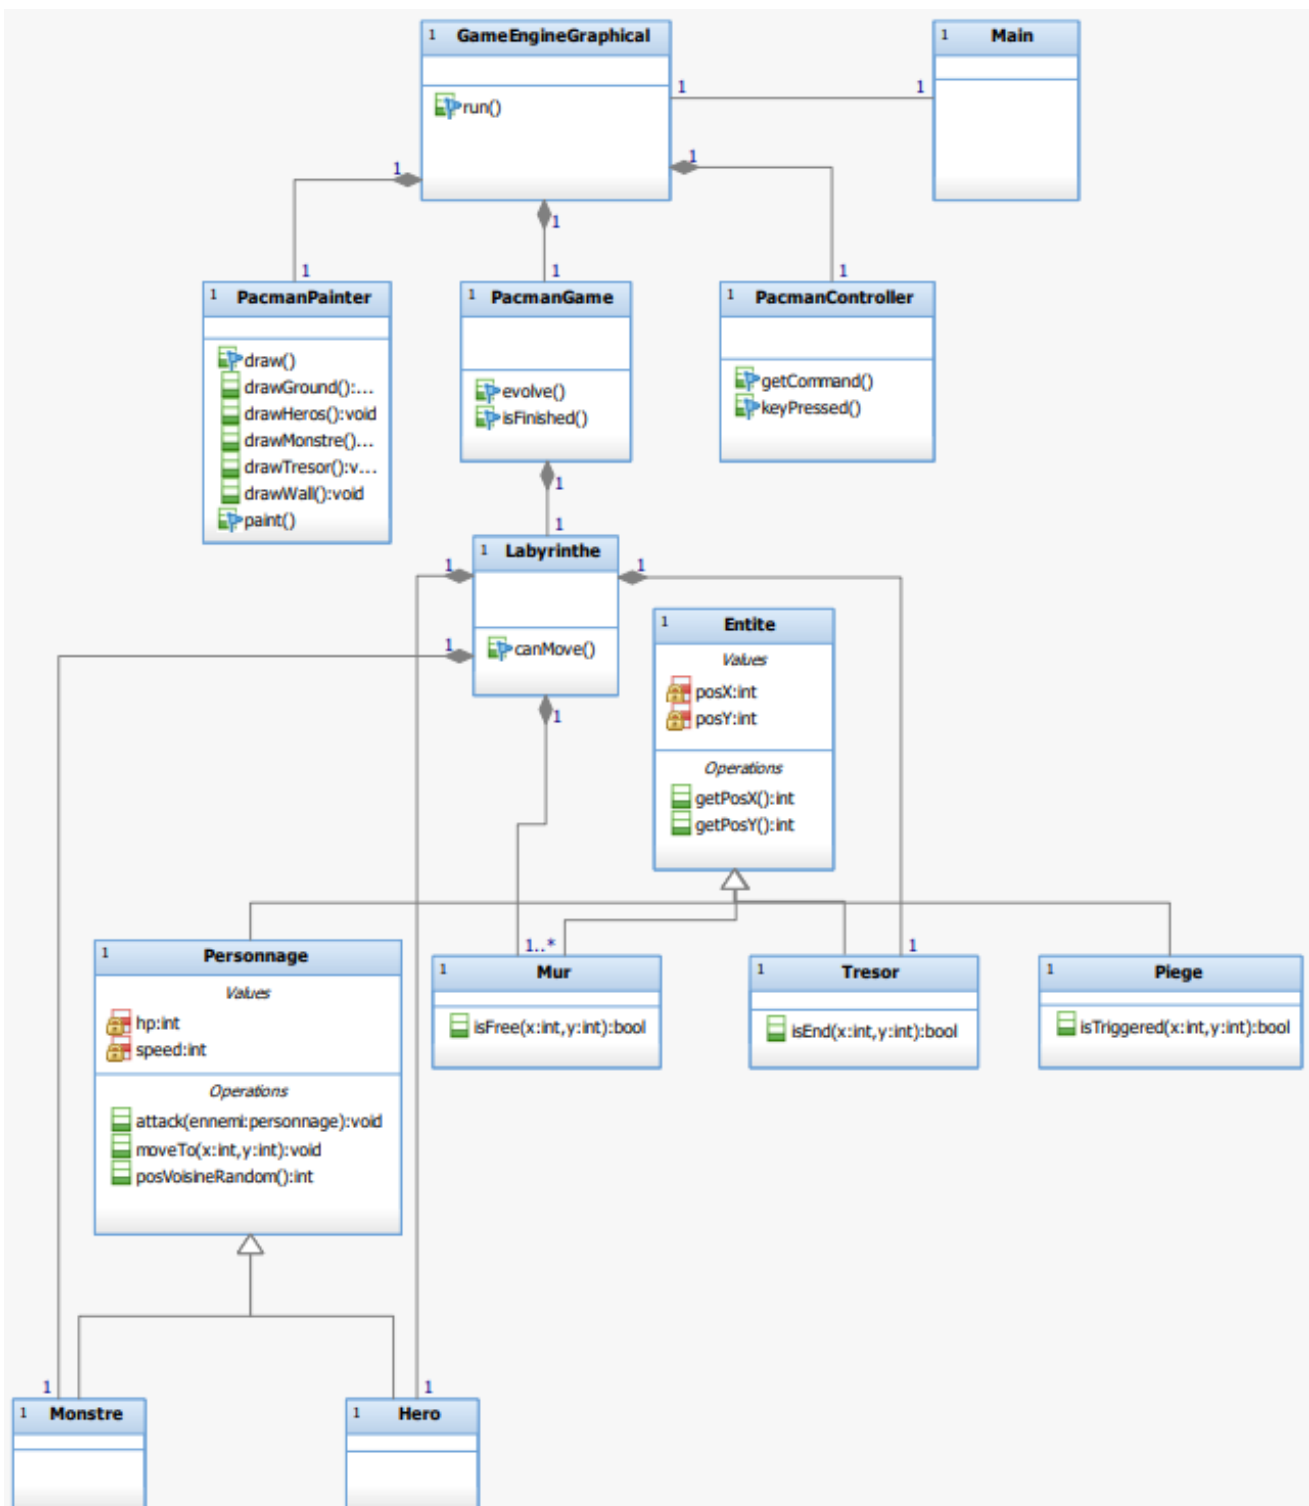 1 GameEngineGraphical
run()
1 Main
1 1
1
1
1
1
1
1
1 PacmanPainter
draw()
drawGround():...
drawHeros():void
drawMonstre()...
drawTresor():v...
drawWall():void
paint()
1 PacmanGame
evolve()
isFinished()
1 PacmanController
getCommand()
keyPressed()
1
1
1 Labyrinthe
canMove()
1
1
1
1
1 Entite
Values
posX:int
posY:int
Operations
getPosX():int
getPosY():int
1 Personnage
Values
hp:int
speed:int
Operations
attack(ennemi:personnage):void
moveTo(x:int,y:int):void
posVoisineRandom():int
1..*
1 Mur
isFree(x:int,y:int):bool
1
1 Tresor
isEnd(x:int,y:int):bool
1 Piege
isTriggered(x:int,y:int):bool
1
1 Monstre
1
1 Hero